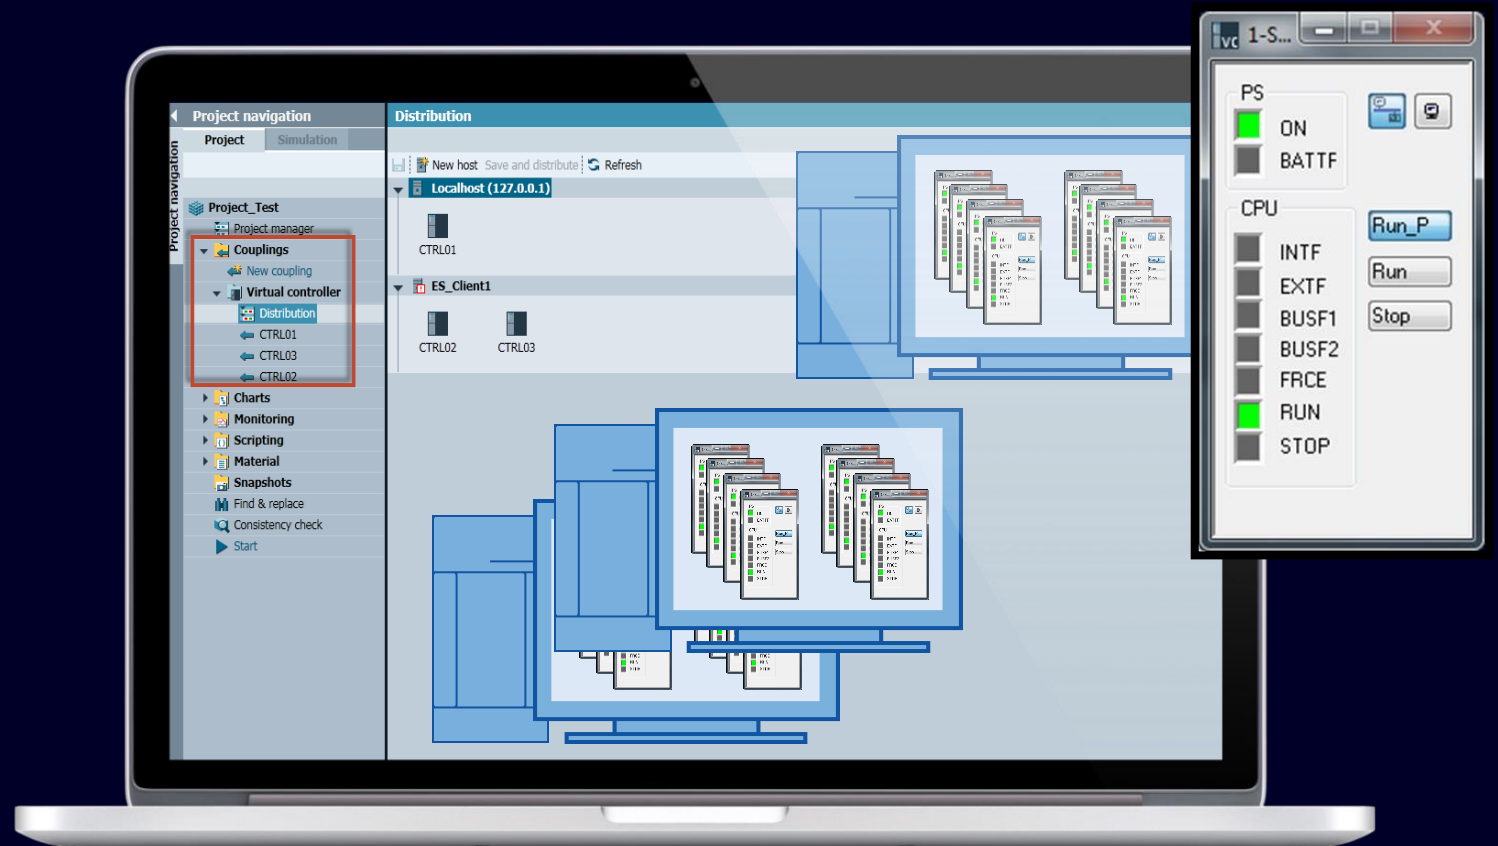 Project navigation
Project
Simulation
Project navigation
Project_Test
Project manager
Couplings
New coupling
Virtual controller
Distribution
CTRL01
CTRL03
CTRL02
Charts
Monitoring
Scripting
Material
Snapshots
Find & replace
Consistency check
Start
Distribution
New host Save and distribute Refresh
Localhost (127.0.0.1)
CTRL01
ES_Client1
CTRL02 CTRL03
VC 1-S...
PS
ON
BATTF
CPU
INTF
EXTF
BUSF1
BUSF2
FRCE
RUN
STOP
Run_P
Run
Stop